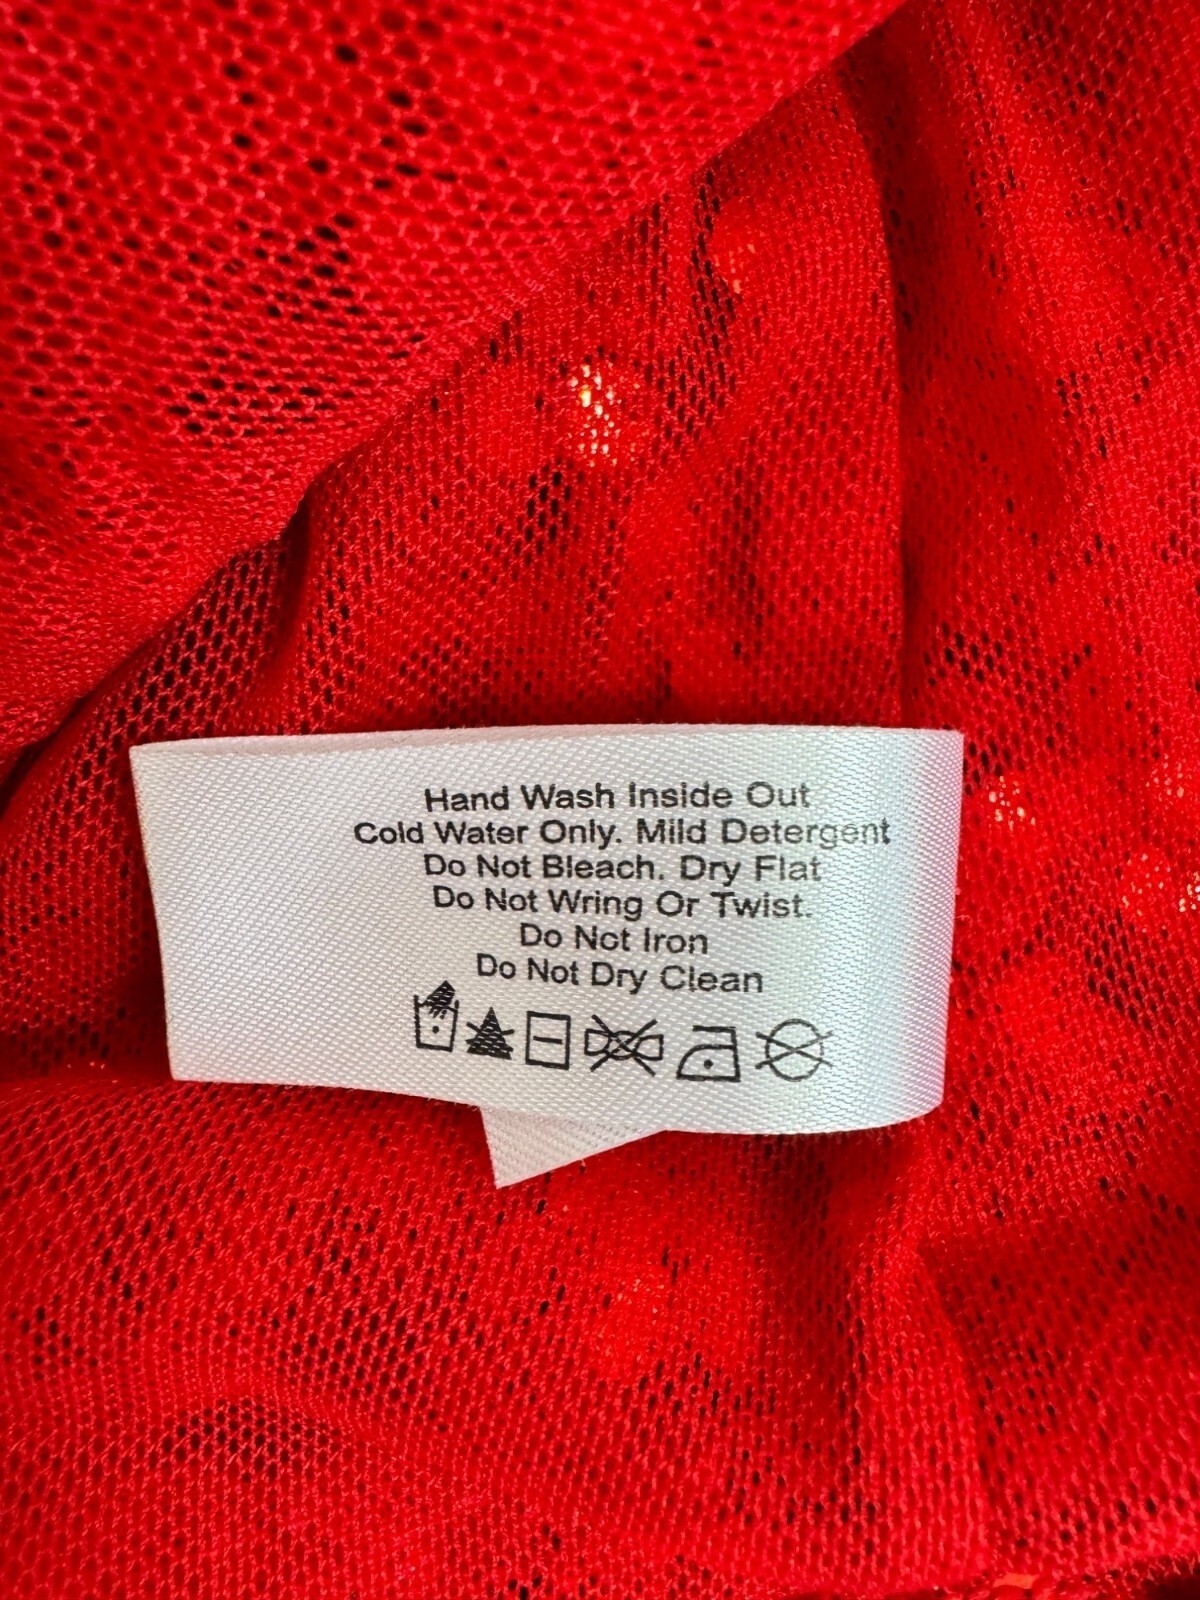 Hand Wash Inside Out
Cold Water Only. Mild Detergent
Do Not Bleach. Dry Flat
Do Not Wring Or Twist.
Do Not Iron
Do Not Dry Clean